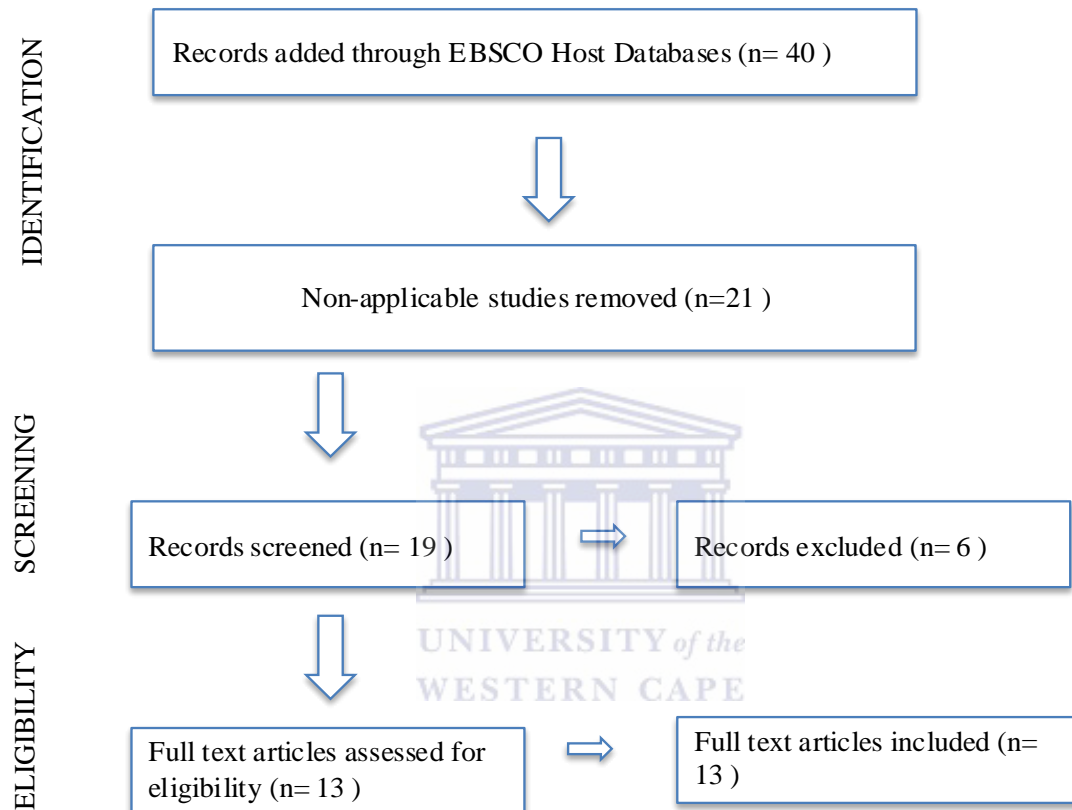 IDENTIFICATION
Records added through EBSCO Host Databases (n= 40 )
Non-applicable studies removed (n=21 )
SCREENING
Records screened (n= 19 )
Records excluded (n= 6 )
UNIVERSITY of the
WESTERN CAPE
ELIGIBILITY
Full text articles assessed for
eligibility (n= 13 )
Full text articles included (n=
13 )